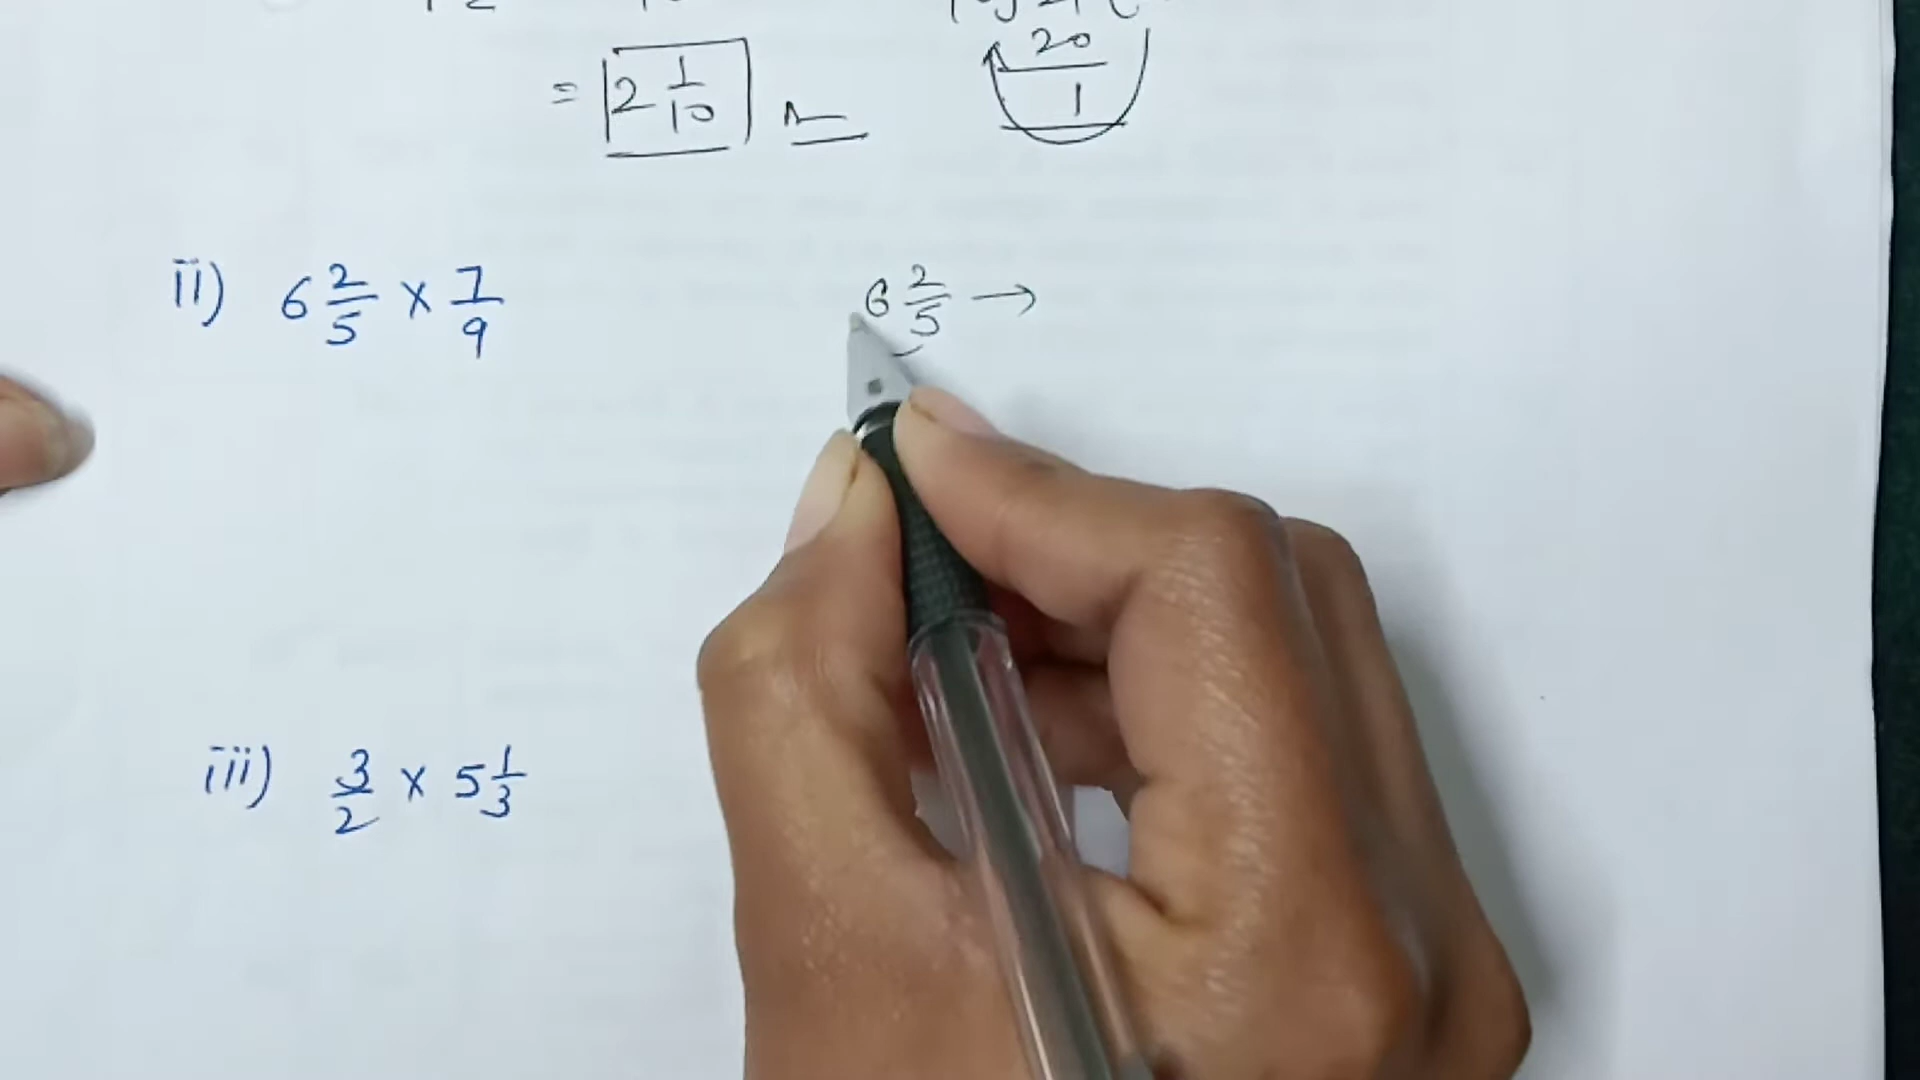 = 2 1/10
20
1
ii) 6 2/5 × 7/9
6 2/5 →
iii) 3/2 × 5 1/3